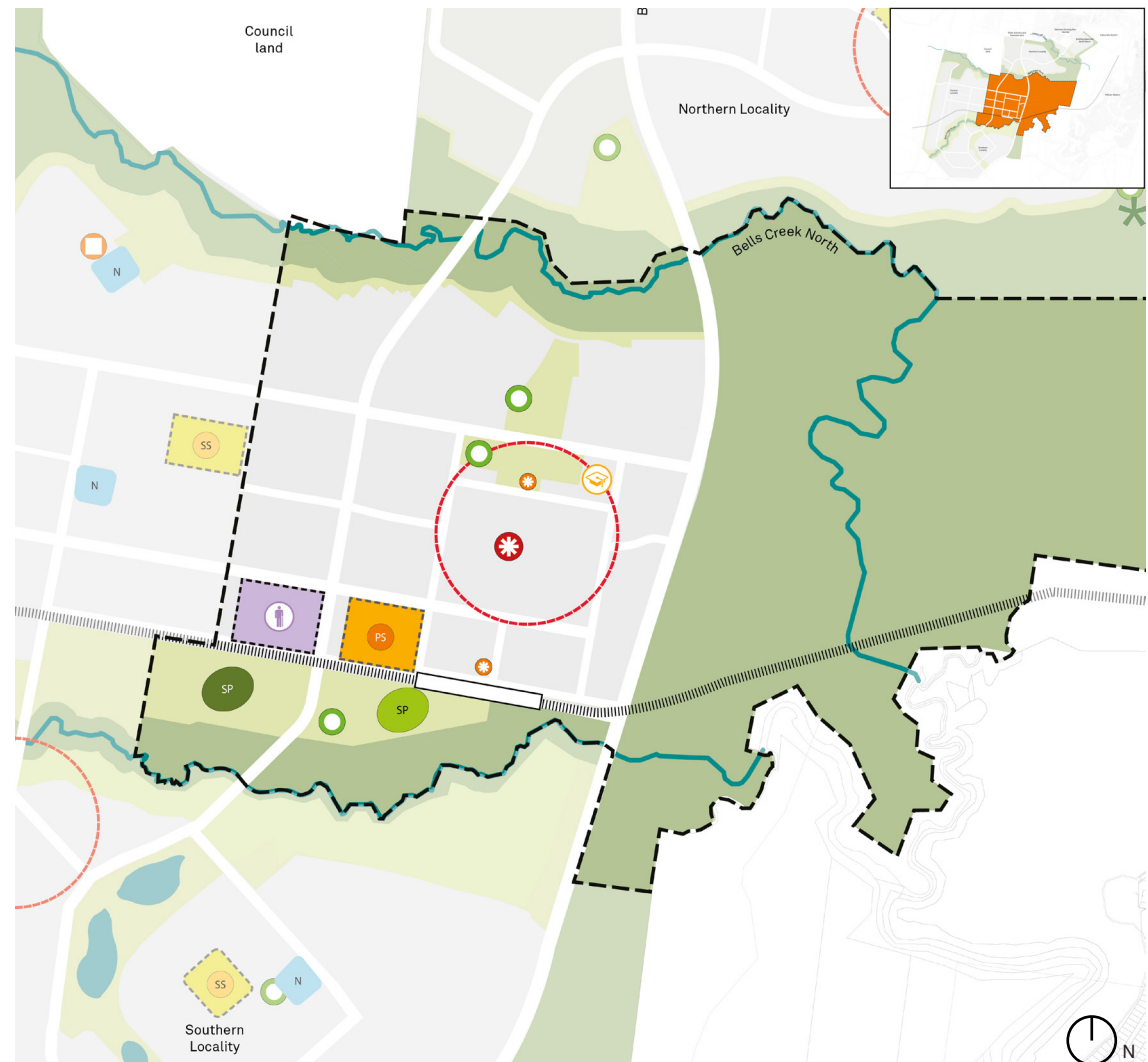 Council
land
B
Northern Locality
Bells Creek North
N
SS
N
PS
SP
SP
SS
N
Southern
Locality
N